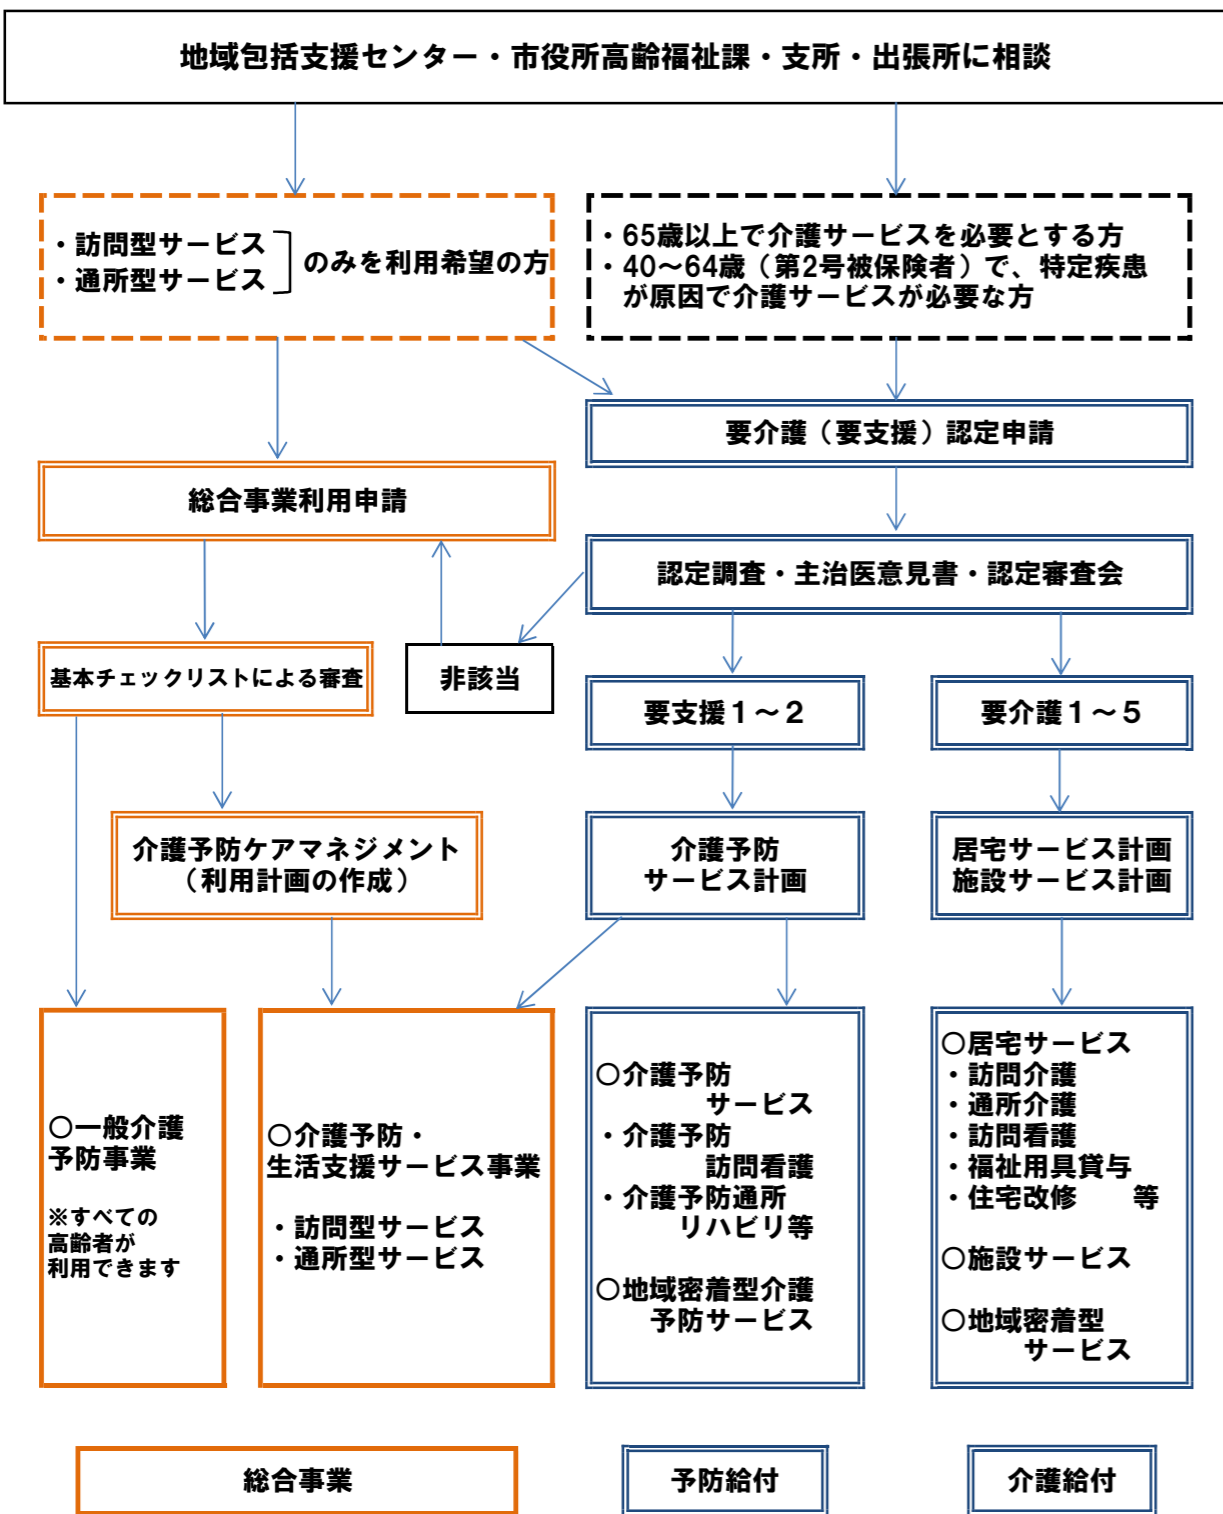 地域包括支援センター・市役所高齢福祉課・支所・出張所に相談
・訪問型サービス
・通所型サービス
のみを利用希望の方
・65歳以上で介護サービスを必要とする方
・40～64歳（第2号被保険者）で、特定疾患
が原因で介護サービスが必要な方
要介護（要支援）認定申請
総合事業利用申請
認定調査・主治医意見書・認定審査会
基本チェックリストによる審査
非該当
要支援１～２
要介護１～５
介護予防ケアマネジメント
（利用計画の作成）
介護予防
サービス計画
居宅サービス計画
施設サービス計画
○一般介護
予防事業
※すべての
高齢者が
利用できます
○介護予防・
生活支援サービス事業
・訪問型サービス
・通所型サービス
○介護予防
サービス
・介護予防
訪問看護
・介護予防通所
リハビリ等
○地域密着型介護
予防サービス
○居宅サービス
・訪問介護
・通所介護
・訪問看護
・福祉用具貸与
・住宅改修　　等
○施設サービス
○地域密着型
サービス
総合事業
予防給付
介護給付